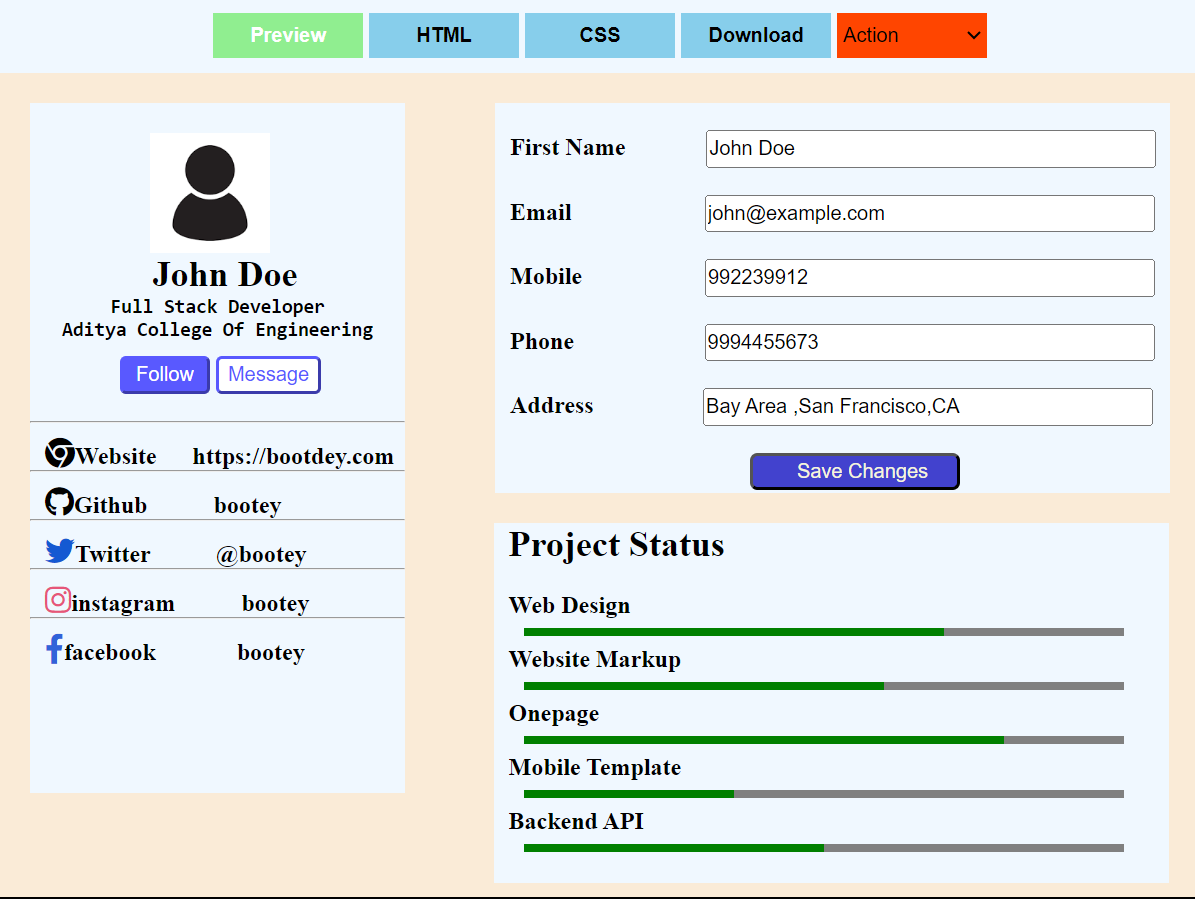 Preview HTML CSS Download Action
John Doe
Full Stack Developer
Aditya College Of Engineering
Follow Message
Website https://bootdey.com
Github bootey
Twitter @bootey
instagram bootey
facebook bootey
First Name John Doe
Email john@example.com
Mobile 992239912
Phone 9994455673
Address Bay Area ,San Francisco,CA
Save Changes
Project Status
Web Design
Website Markup
Onepage
Mobile Template
Backend API